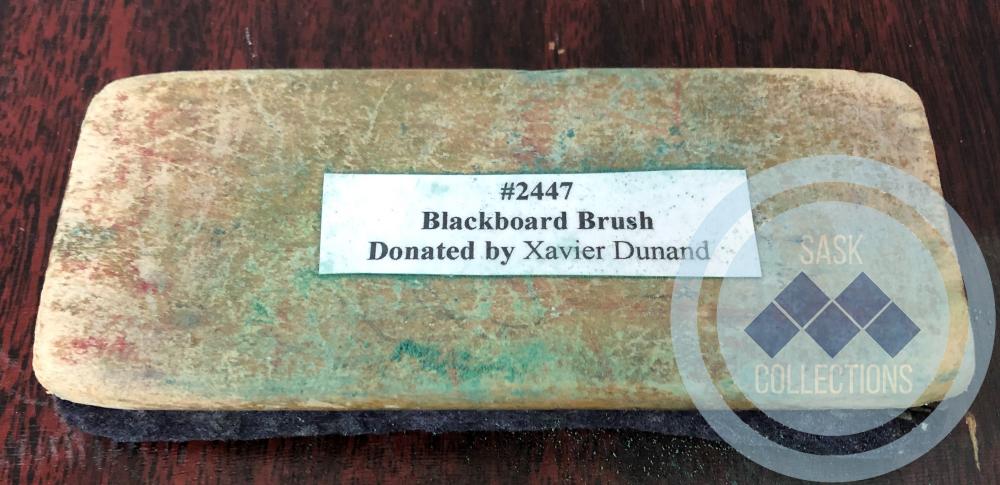 #2447
Blackboard Brush
Donated by Xavier Dunand
SASK
COLLECTIONS